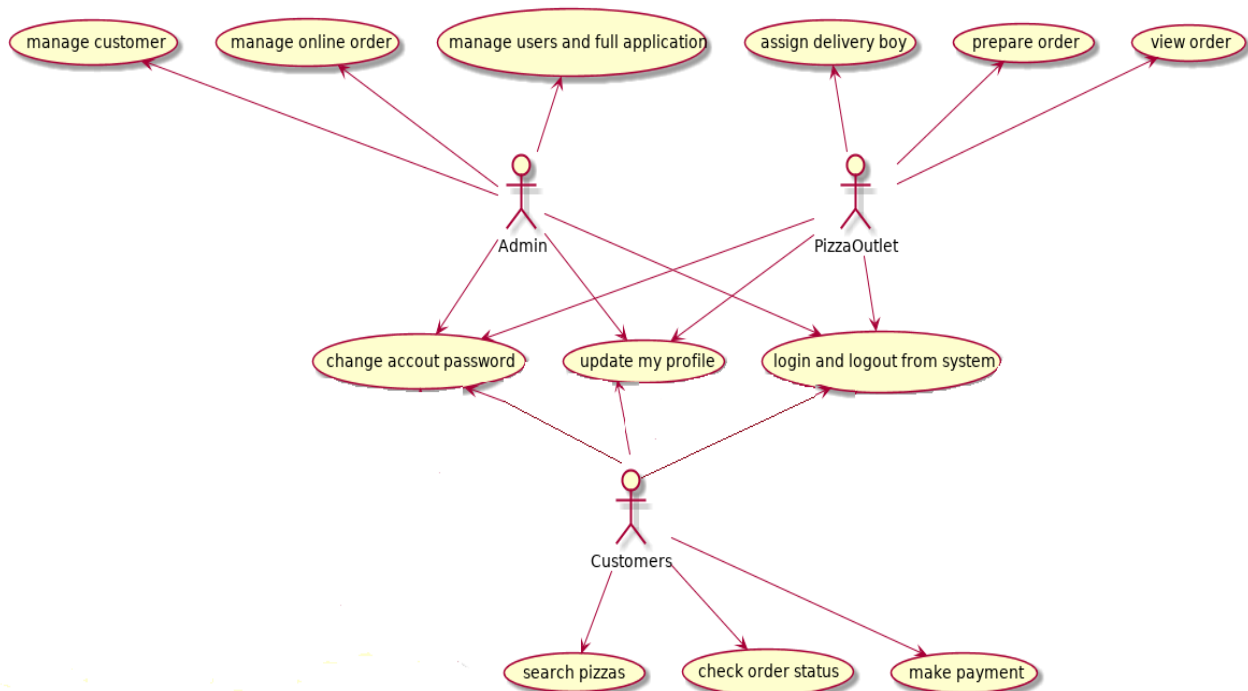 manage customer
manage online order
manage users and full application
assign delivery boy
prepare order
view order
Admin
PizzaOutlet
change accout password
update my profile
login and logout from system
Customers
search pizzas
check order status
make payment